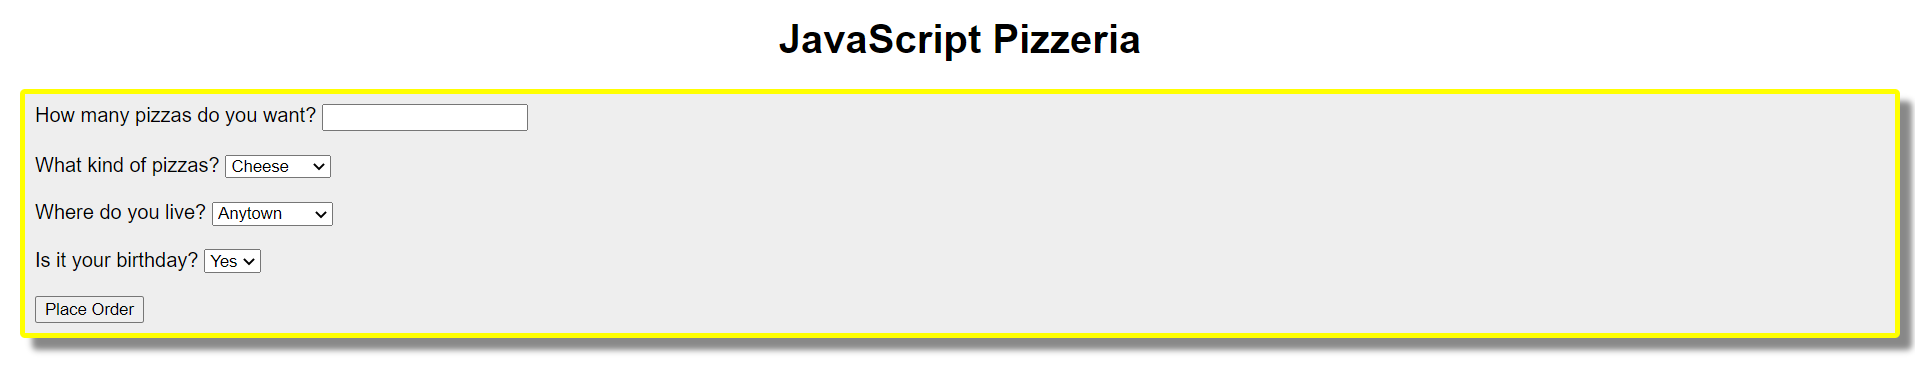 JavaScript Pizzeria
How many pizzas do you want?
What kind of pizzas? Cheese
Where do you live? Anytown
Is it your birthday? Yes
Place Order